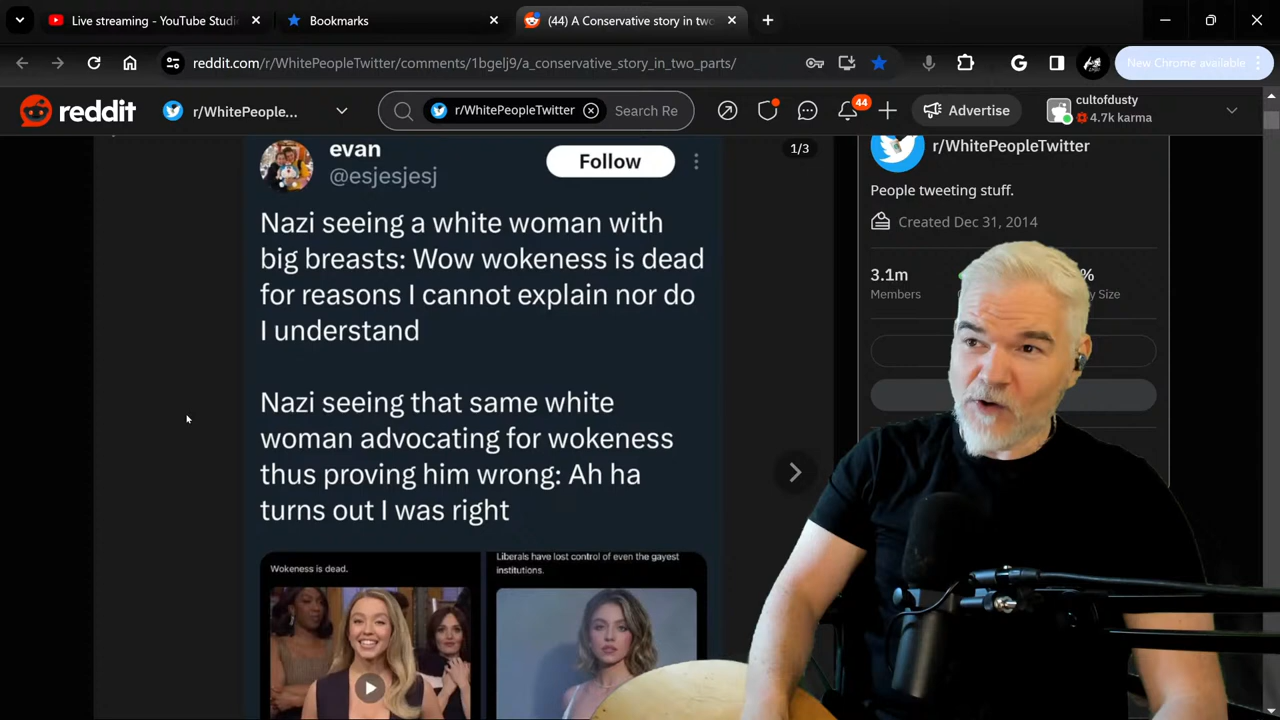 Live streaming - YouTube Studi
Bookmarks
(44) A Conservative story in two
reddit.com/r/WhitePeopleTwitter/comments/1bgelj9/a_conservative_story_in_two_parts/
New Chrome available
reddit
r/WhitePeople...
r/WhitePeopleTwitter
Search Re
44
Advertise
cultofdusty
4.7k karma
evan
@esjesjesj
Follow
1/3
Nazi seeing a white woman with
big breasts: Wow wokeness is dead
for reasons I cannot explain nor do
I understand
Nazi seeing that same white
woman advocating for wokeness
thus proving him wrong: Ah ha
turns out I was right
Wokeness is dead.
Liberals have lost control of even the gayest
institutions.
r/WhitePeopleTwitter
People tweeting stuff.
Created Dec 31, 2014
3.1m
%
Members
Size